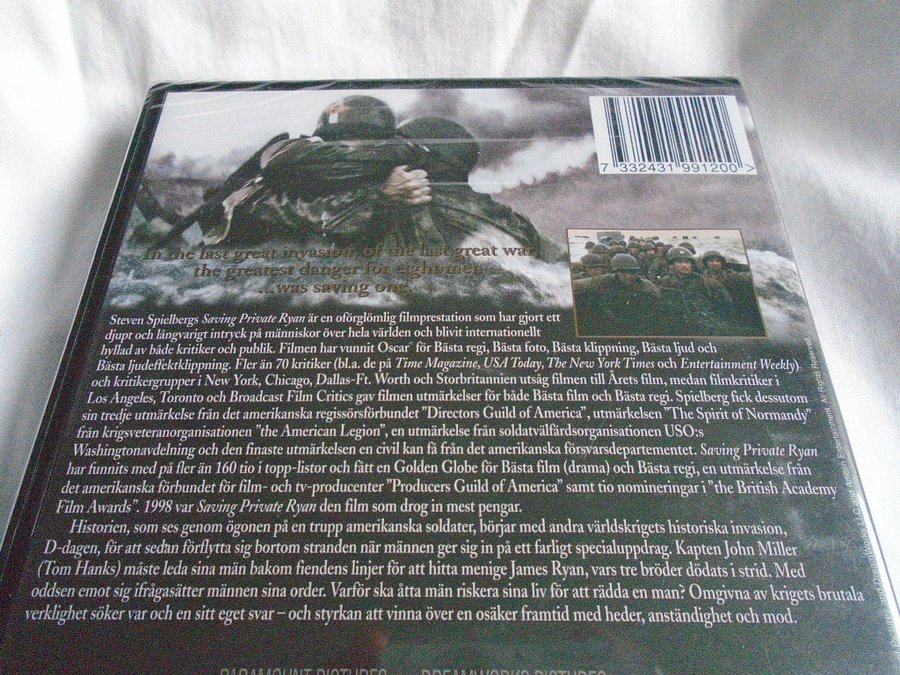 7 332431 991200 >
In the last great invasion of the last great war
the greatest danger for eight men
...was saving one.
Steven Spielbergs Saving Private Ryan är en oförglömlig filmprestation som har gjort ett
djupt och långvarigt intryck på människor över hela världen och blivit internationellt
hyllad av både kritiker och publik. Filmen har vunnit Oscar för Bästa regi, Bästa foto, Bästa klippning, Bästa ljud och
Bästa ljudeffektklippning. Fler än 70 kritiker (bl.a. de på Time Magazine, USA Today, The New York Times och Entertainment Weekly)
och kritikergrupper i New York, Chicago, Dallas-Ft. Worth och Storbritannien utsåg filmen till Årets film, medan filmkritiker i
Los Angeles, Toronto och Broadcast Film Critics gav filmen utmärkelser för både Bästa film och Bästa regi. Spielberg fick dessutom
sin tredje utmärkelse från det amerikanska regissörsförbundet "Directors Guild of America", utmärkelsen "The Spirit of Normandy"
från krigsveteranorganisationen "the American Legion", en utmärkelse från soldatvälfärdsorganisationen USO:s
Washingtonavdelning och den finaste utmärkelsen en civil kan få från det amerikanska försvarsdepartementet. Saving Private Ryan
har funnits med på fler än 160 tio i topp-listor och fått en Golden Globe för Bästa film (drama) och Bästa regi, en utmärkelse från
det amerikanska förbundet för film- och tv-producenter "Producers Guild of America" samt tio nomineringar i "the British Academy
Film Awards". 1998 var Saving Private Ryan den film som drog in mest pengar.
Historien, som ses genom ögonen på en trupp amerikanska soldater, börjar med andra världskrigets historiska invasion,
D-dagen, för att sedan förflytta sig bortom stranden när männen ger sig in på ett farligt specialuppdrag. Kapten John Miller
(Tom Hanks) måste leda sina män bakom fiendens linjer för att hitta menige James Ryan, vars tre bröder dödats i strid. Med
oddsen emot sig ifrågasätter männen sina order. Varför ska åtta män riskera sina liv för att rädda en man? Omgivna av krigets brutala
verklighet söker var och en sitt eget svar – och styrkan att vinna över en osäker framtid med heder, anständighet och mod.
PARAMOUNT PICTURES DREAMWORKS PICTURES
Entertainment. All Rights Reserved